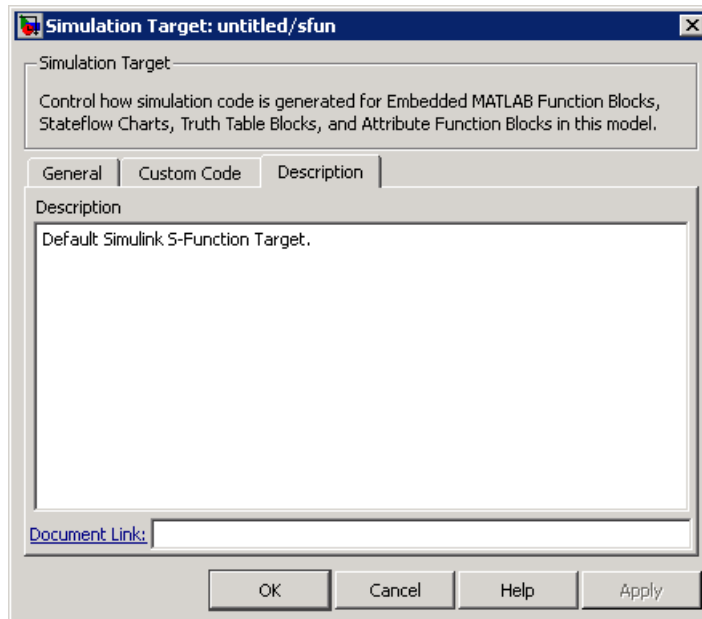 Simulation Target: untitled/sfun
Simulation Target
Control how simulation code is generated for Embedded MATLAB Function Blocks,
Stateflow Charts, Truth Table Blocks, and Attribute Function Blocks in this model.
General Custom Code Description
Description
Default Simulink S-Function Target.
Document Link:
OK Cancel Help Apply